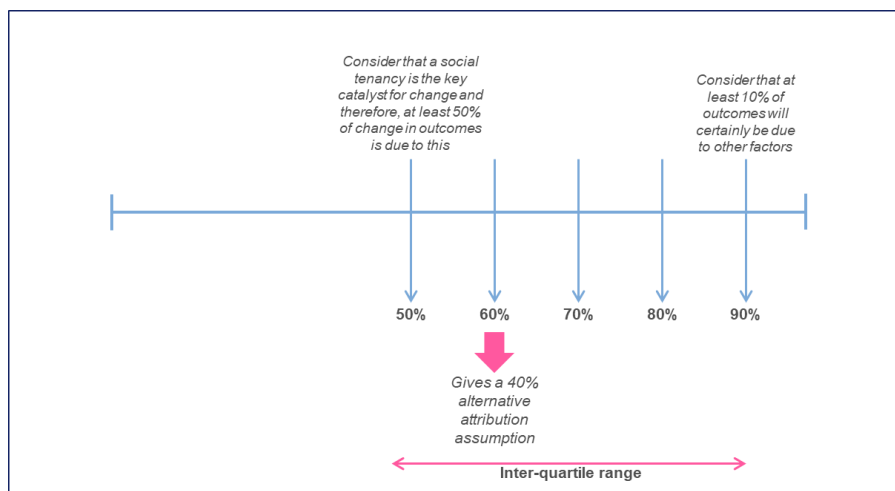 Consider that a social
tenancy is the key
catalyst for change and
therefore, at least 50%
of change in outcomes
is due to this
Consider that at
least 10% of
outcomes will
certainly be due
to other factors
50%
60%
70%
80%
90%
Gives a 40%
alternative
attribution
assumption
Inter-quartile range